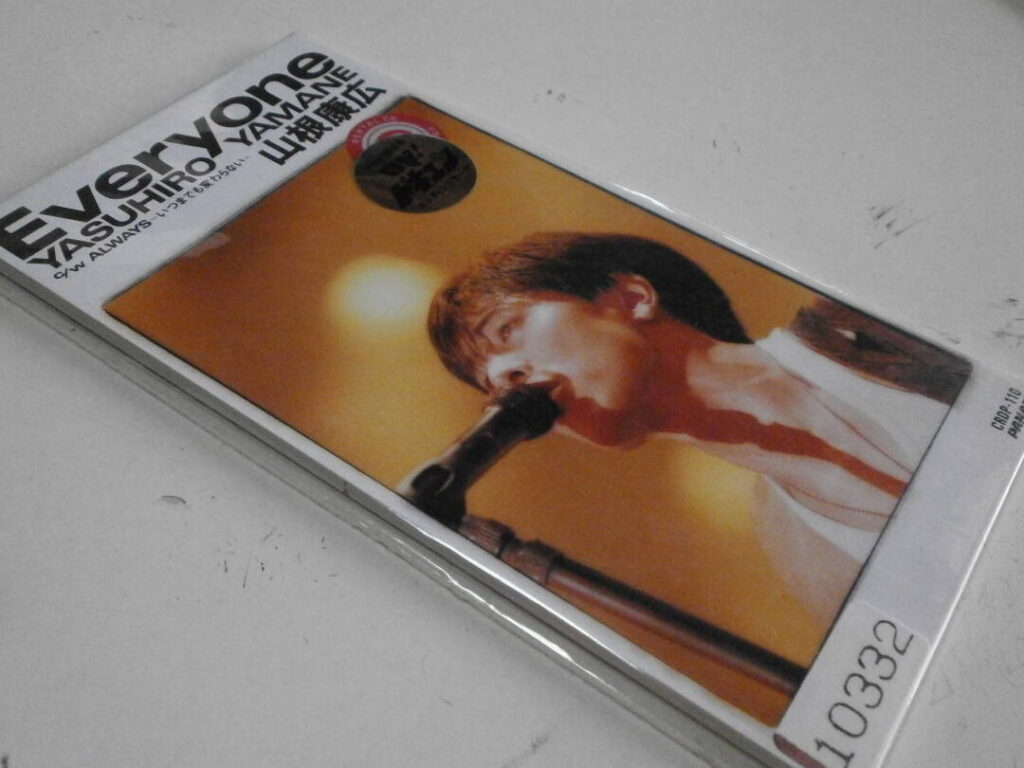 Everyone
YASUHIRO YAMANE
山根康広
c/w ALWAYS—いつまでも変わらない—
CRDP-110
10332